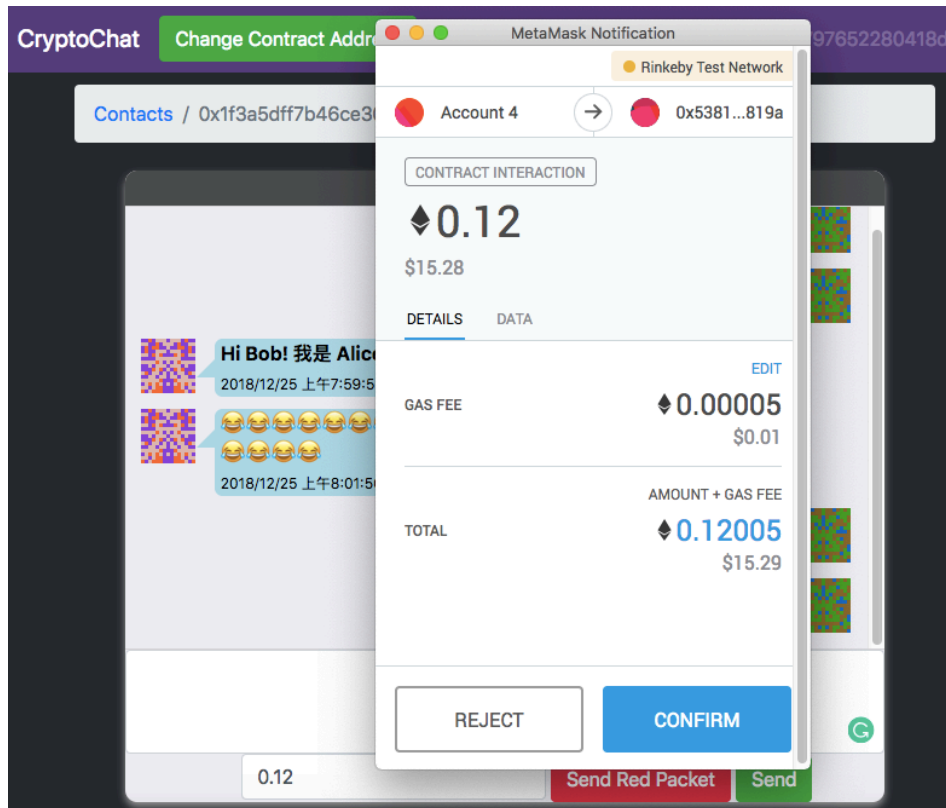 CryptoChat
Change Contract Addre
MetaMask Notification
97652280418d
Rinkeby Test Network
Contacts / 0x1f3a5dff7b46ce3
Account 4
0x5381...819a
CONTRACT INTERACTION
0.12
$15.28
DETAILS DATA
Hi Bob! 我是 Alice
2018/12/25 上午7:59:5
EDIT
GAS FEE
0.00005
$0.01
😂😂😂😂😂😂
😂😂😂😂
2018/12/25 上午8:01:5
AMOUNT + GAS FEE
TOTAL
0.12005
$15.29
REJECT
CONFIRM
0.12
Send Red Packet
Send